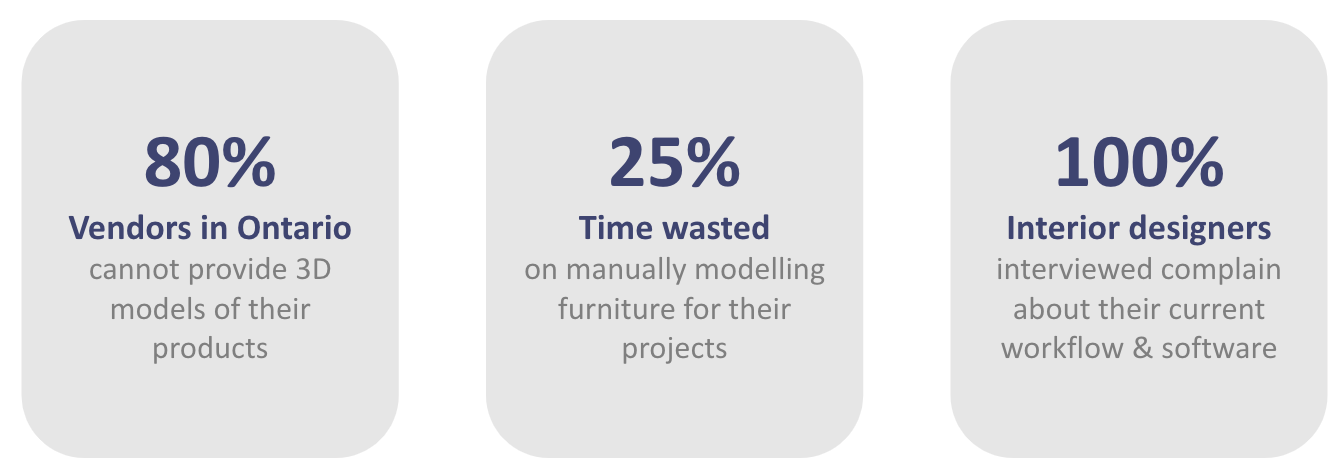 80%
Vendors in Ontario
cannot provide 3D
models of their
products
25%
Time wasted
on manually modelling
furniture for their
projects
100%
Interior designers
interviewed complain
about their current
workflow & software